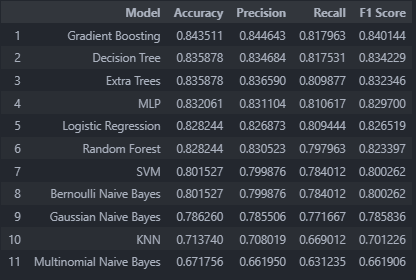 Model Accuracy Precision Recall F1 Score
1 Gradient Boosting 0.843511 0.844643 0.817963 0.840144
2 Decision Tree 0.835878 0.834684 0.817531 0.834229
3 Extra Trees 0.835878 0.836590 0.809877 0.832346
4 MLP 0.832061 0.831104 0.810617 0.829700
5 Logistic Regression 0.828244 0.826873 0.809444 0.826519
6 Random Forest 0.828244 0.830523 0.797963 0.823397
7 SVM 0.801527 0.799876 0.784012 0.800262
8 Bernoulli Naive Bayes 0.801527 0.799876 0.784012 0.800262
9 Gaussian Naive Bayes 0.786260 0.785506 0.771667 0.785836
10 KNN 0.713740 0.708019 0.669012 0.701226
11 Multinomial Naive Bayes 0.671756 0.661950 0.631235 0.661906